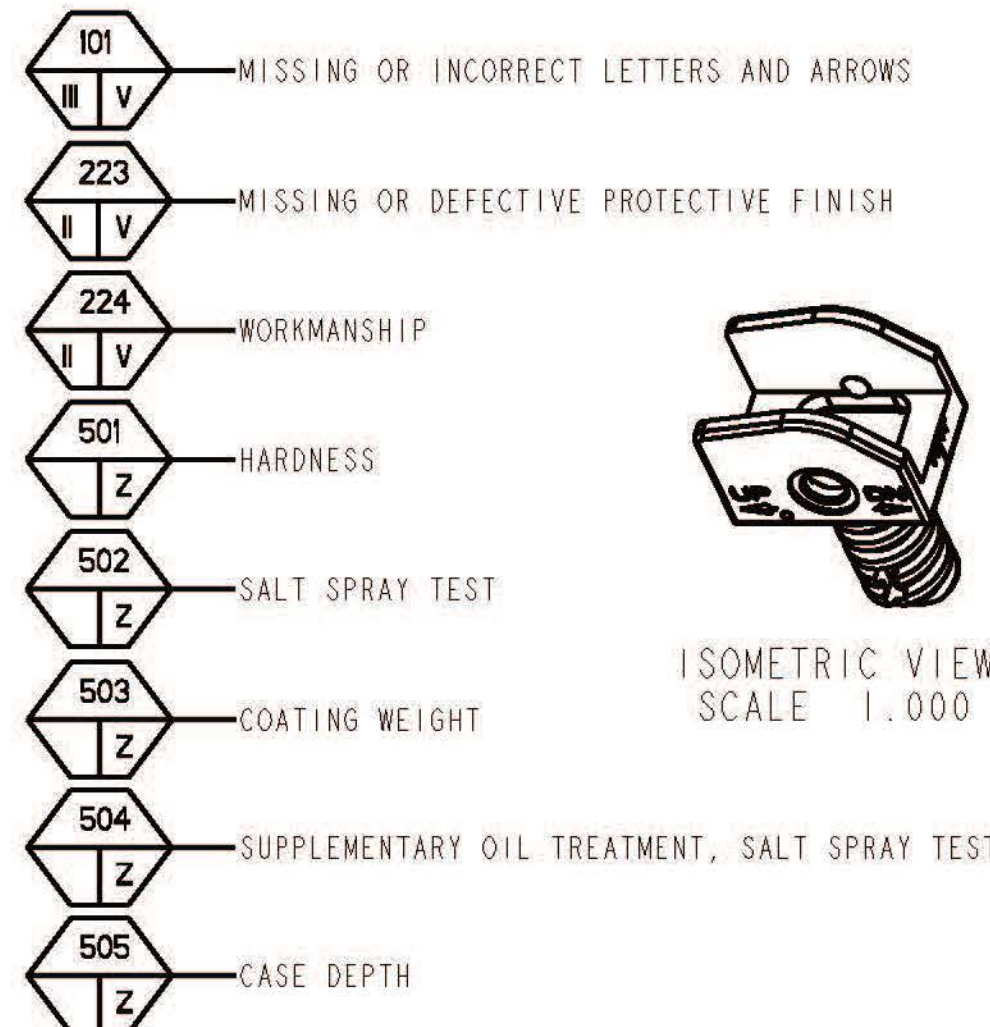 101
III V
MISSING OR INCORRECT LETTERS AND ARROWS
223
II V
MISSING OR DEFECTIVE PROTECTIVE FINISH
224
II V
WORKMANSHIP
501
Z
HARDNESS
502
Z
SALT SPRAY TEST
503
Z
COATING WEIGHT
504
Z
SUPPLEMENTARY OIL TREATMENT, SALT SPRAY TEST
505
Z
CASE DEPTH
UP DN
ISOMETRIC VIEW
SCALE 1.000